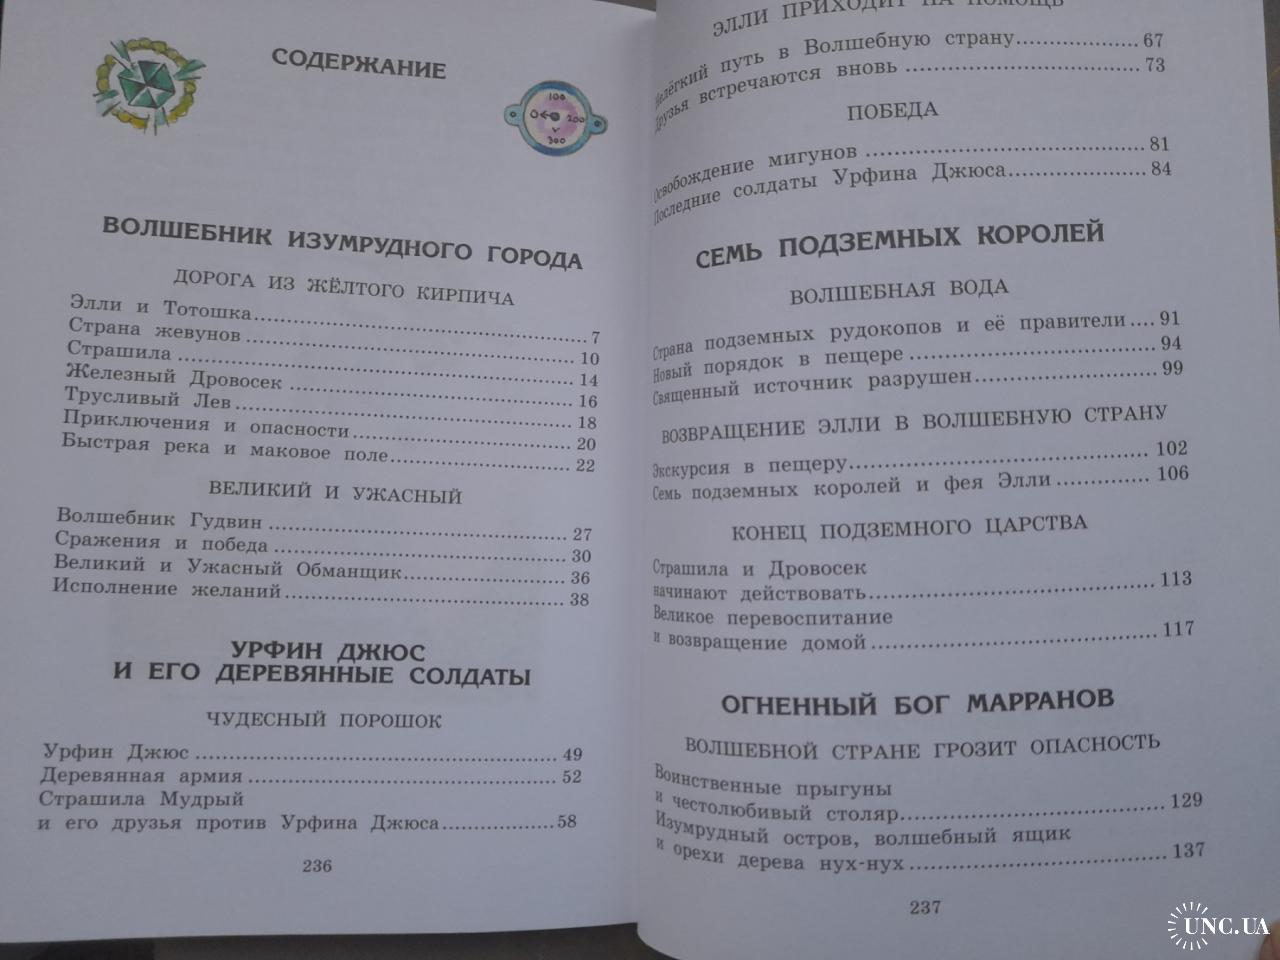 СОДЕРЖАНИЕ
100
0
200
300
ВОЛШЕБНИК ИЗУМРУДНОГО ГОРОДА
ДОРОГА ИЗ ЖЁЛТОГО КИРПИЧА
Элли и Тотошка.......... 7
Страна жевунов.......... 10
Страшила .......... 14
Железный Дровосек .......... 16
Трусливый Лев.......... 18
Приключения и опасности.......... 20
Быстрая река и маковое поле.......... 22
ВЕЛИКИЙ И УЖАСНЫЙ
Волшебник Гудвин .......... 27
Сражения и победа .......... 30
Великий и Ужасный Обманщик.......... 36
Исполнение желаний.......... 38
УРФИН ДЖЮС
И ЕГО ДЕРЕВЯННЫЕ СОЛДАТЫ
ЧУДЕСНЫЙ ПОРОШОК
Урфин Джюс .......... 49
Деревянная армия .......... 52
Страшила Мудрый
и его друзья против Урфина Джюса.......... 58
236
ЭЛЛИ ПРИХОДИТ НА ПОМОЩЬ
Нелёгкий путь в Волшебную страну.......... 67
Друзья встречаются вновь .......... 73
ПОБЕДА
Освобождение мигунов .......... 81
Последние солдаты Урфина Джюса.......... 84
СЕМЬ ПОДЗЕМНЫХ КОРОЛЕЙ
ВОЛШЕБНАЯ ВОДА
Страна подземных рудокопов и её правители .... 91
Новый порядок в пещере .......... 94
Священный источник разрушен.......... 99
ВОЗВРАЩЕНИЕ ЭЛЛИ В ВОЛШЕБНУЮ СТРАНУ
Экскурсия в пещеру.......... 102
Семь подземных королей и фея Элли .......... 106
КОНЕЦ ПОДЗЕМНОГО ЦАРСТВА
Страшила и Дровосек
начинают действовать.......... 113
Великое перевоспитание
и возвращение домой .......... 117
ОГНЕННЫЙ БОГ МАРРАНОВ
ВОЛШЕБНОЙ СТРАНЕ ГРОЗИТ ОПАСНОСТЬ
Воинственные прыгуны
и честолюбивый столяр.......... 129
Изумрудный остров, волшебный ящик
и орехи дерева нух-нух.......... 137
237
UNC.UA